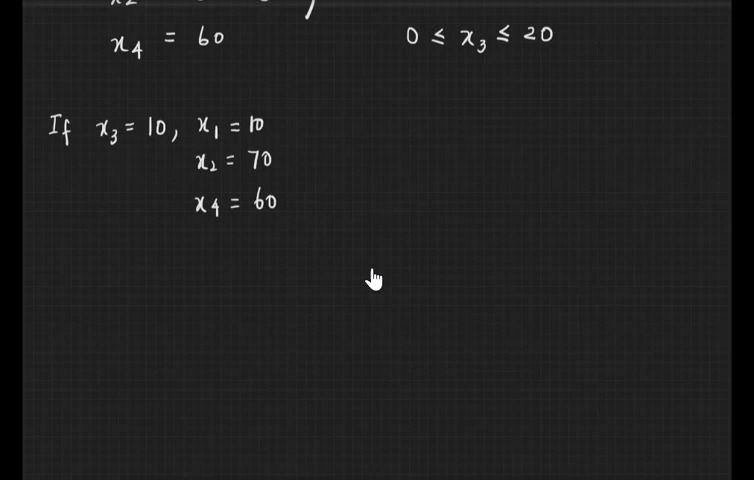 x₄ = 60 0 ≤ x₃ ≤ 20
If x₃ = 10, x₁ = 10
x₂ = 70
x₄ = 60